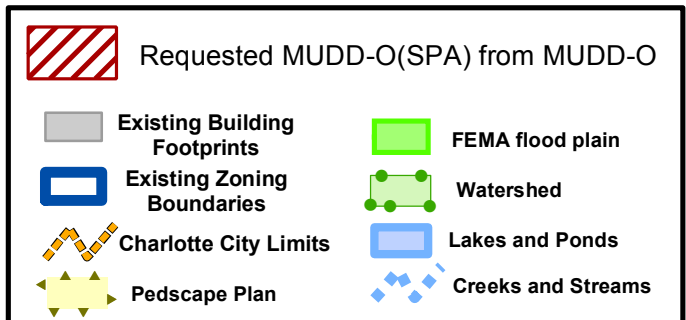 Requested MUDD-O(SPA) from MUDD-O
Existing Building
Footprints
Existing Zoning
Boundaries
Charlotte City Limits
Pedscape Plan
FEMA flood plain
Watershed
Lakes and Ponds
Creeks and Streams